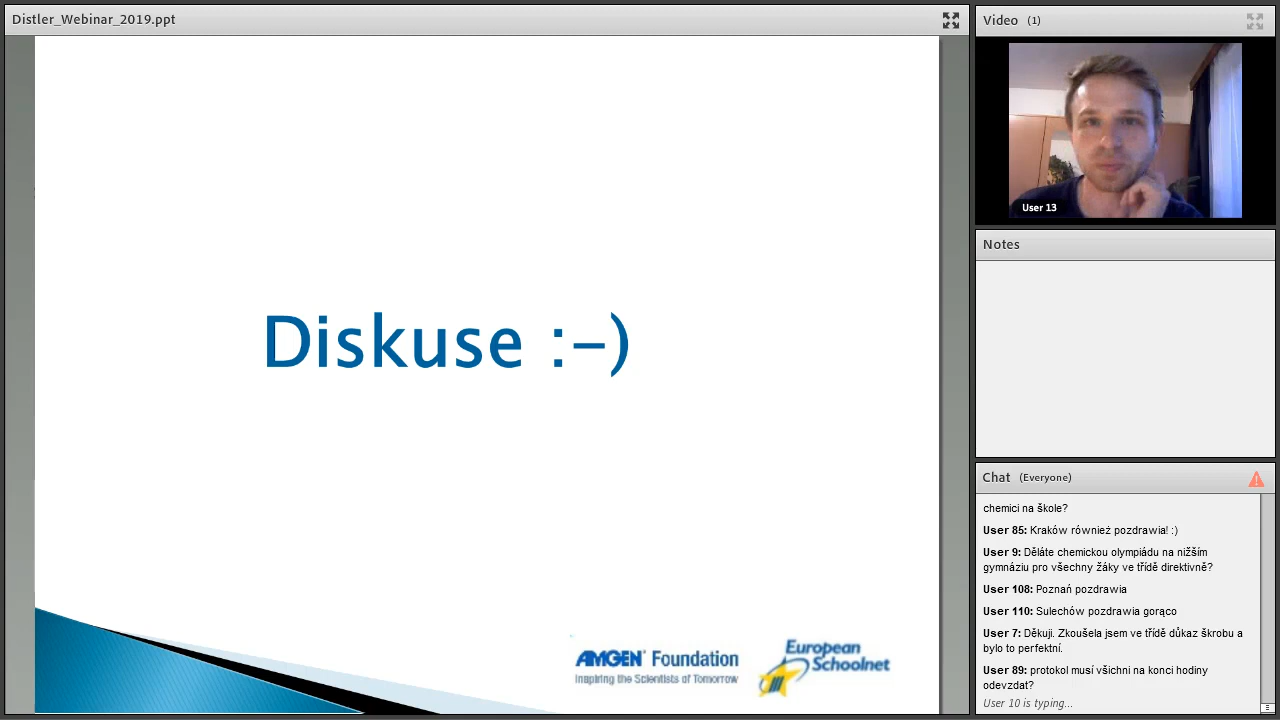 Distler_Webinar_2019.ppt
Diskuse :-)
AMGEN® Foundation
Inspiring the Scientists of Tomorrow
European
Schoolnet
Video (1)
User 13
Notes
Chat (Everyone)
chemici na škole?
User 85: Kraków również pozdrawia! :)
User 9: Děláte chemickou olympiádu na nižším
gymnáziu pro všechny žáky ve třídě direktivně?
User 108: Poznań pozdrawia
User 110: Sulechów pozdrawia gorąco
User 7: Děkuji. Zkoušela jsem ve třídě důkaz škrobu a
bylo to perfektní.
User 89: protokol musí všichni na konci hodiny
odevzdat?
User 10 is typing...